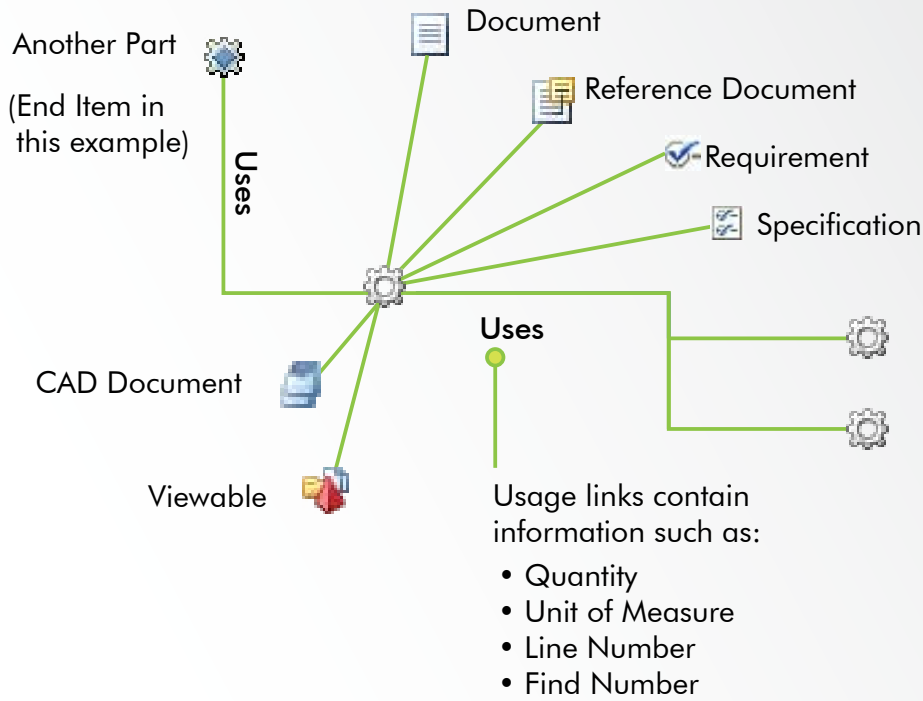 Document
Another Part
(End Item in
this example)
Reference Document
Uses
Requirement
Specification
Uses
CAD Document
Viewable
Usage links contain
information such as:
• Quantity
• Unit of Measure
• Line Number
• Find Number